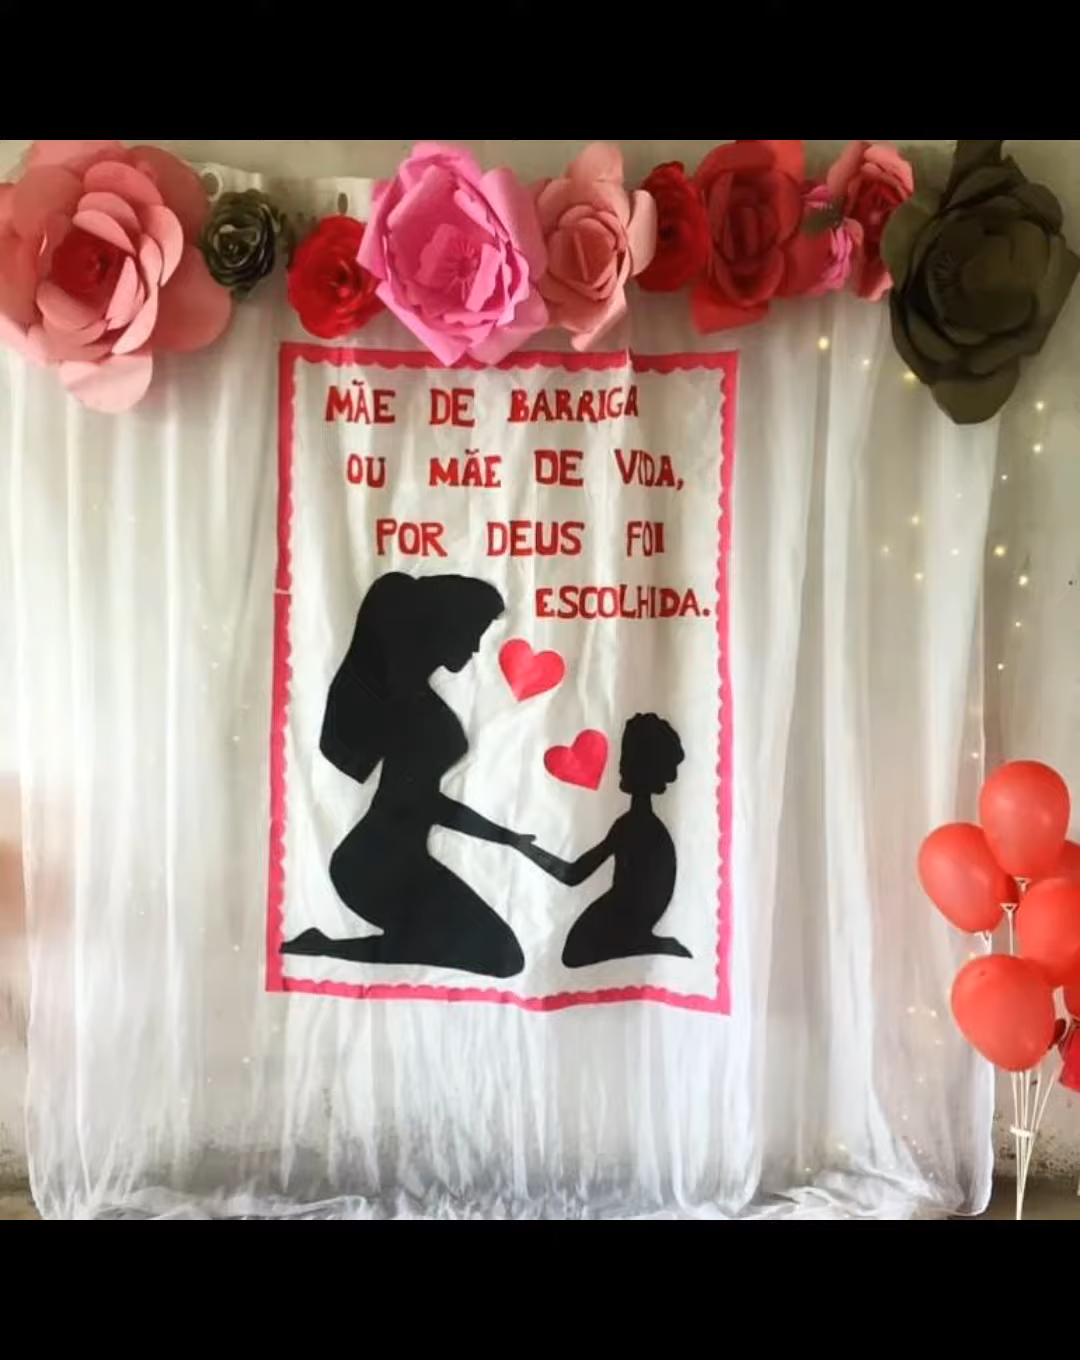 MÃE DE BARRIGA
OU MÃE DE VIDA,
POR DEUS FOI
ESCOLHIDA.